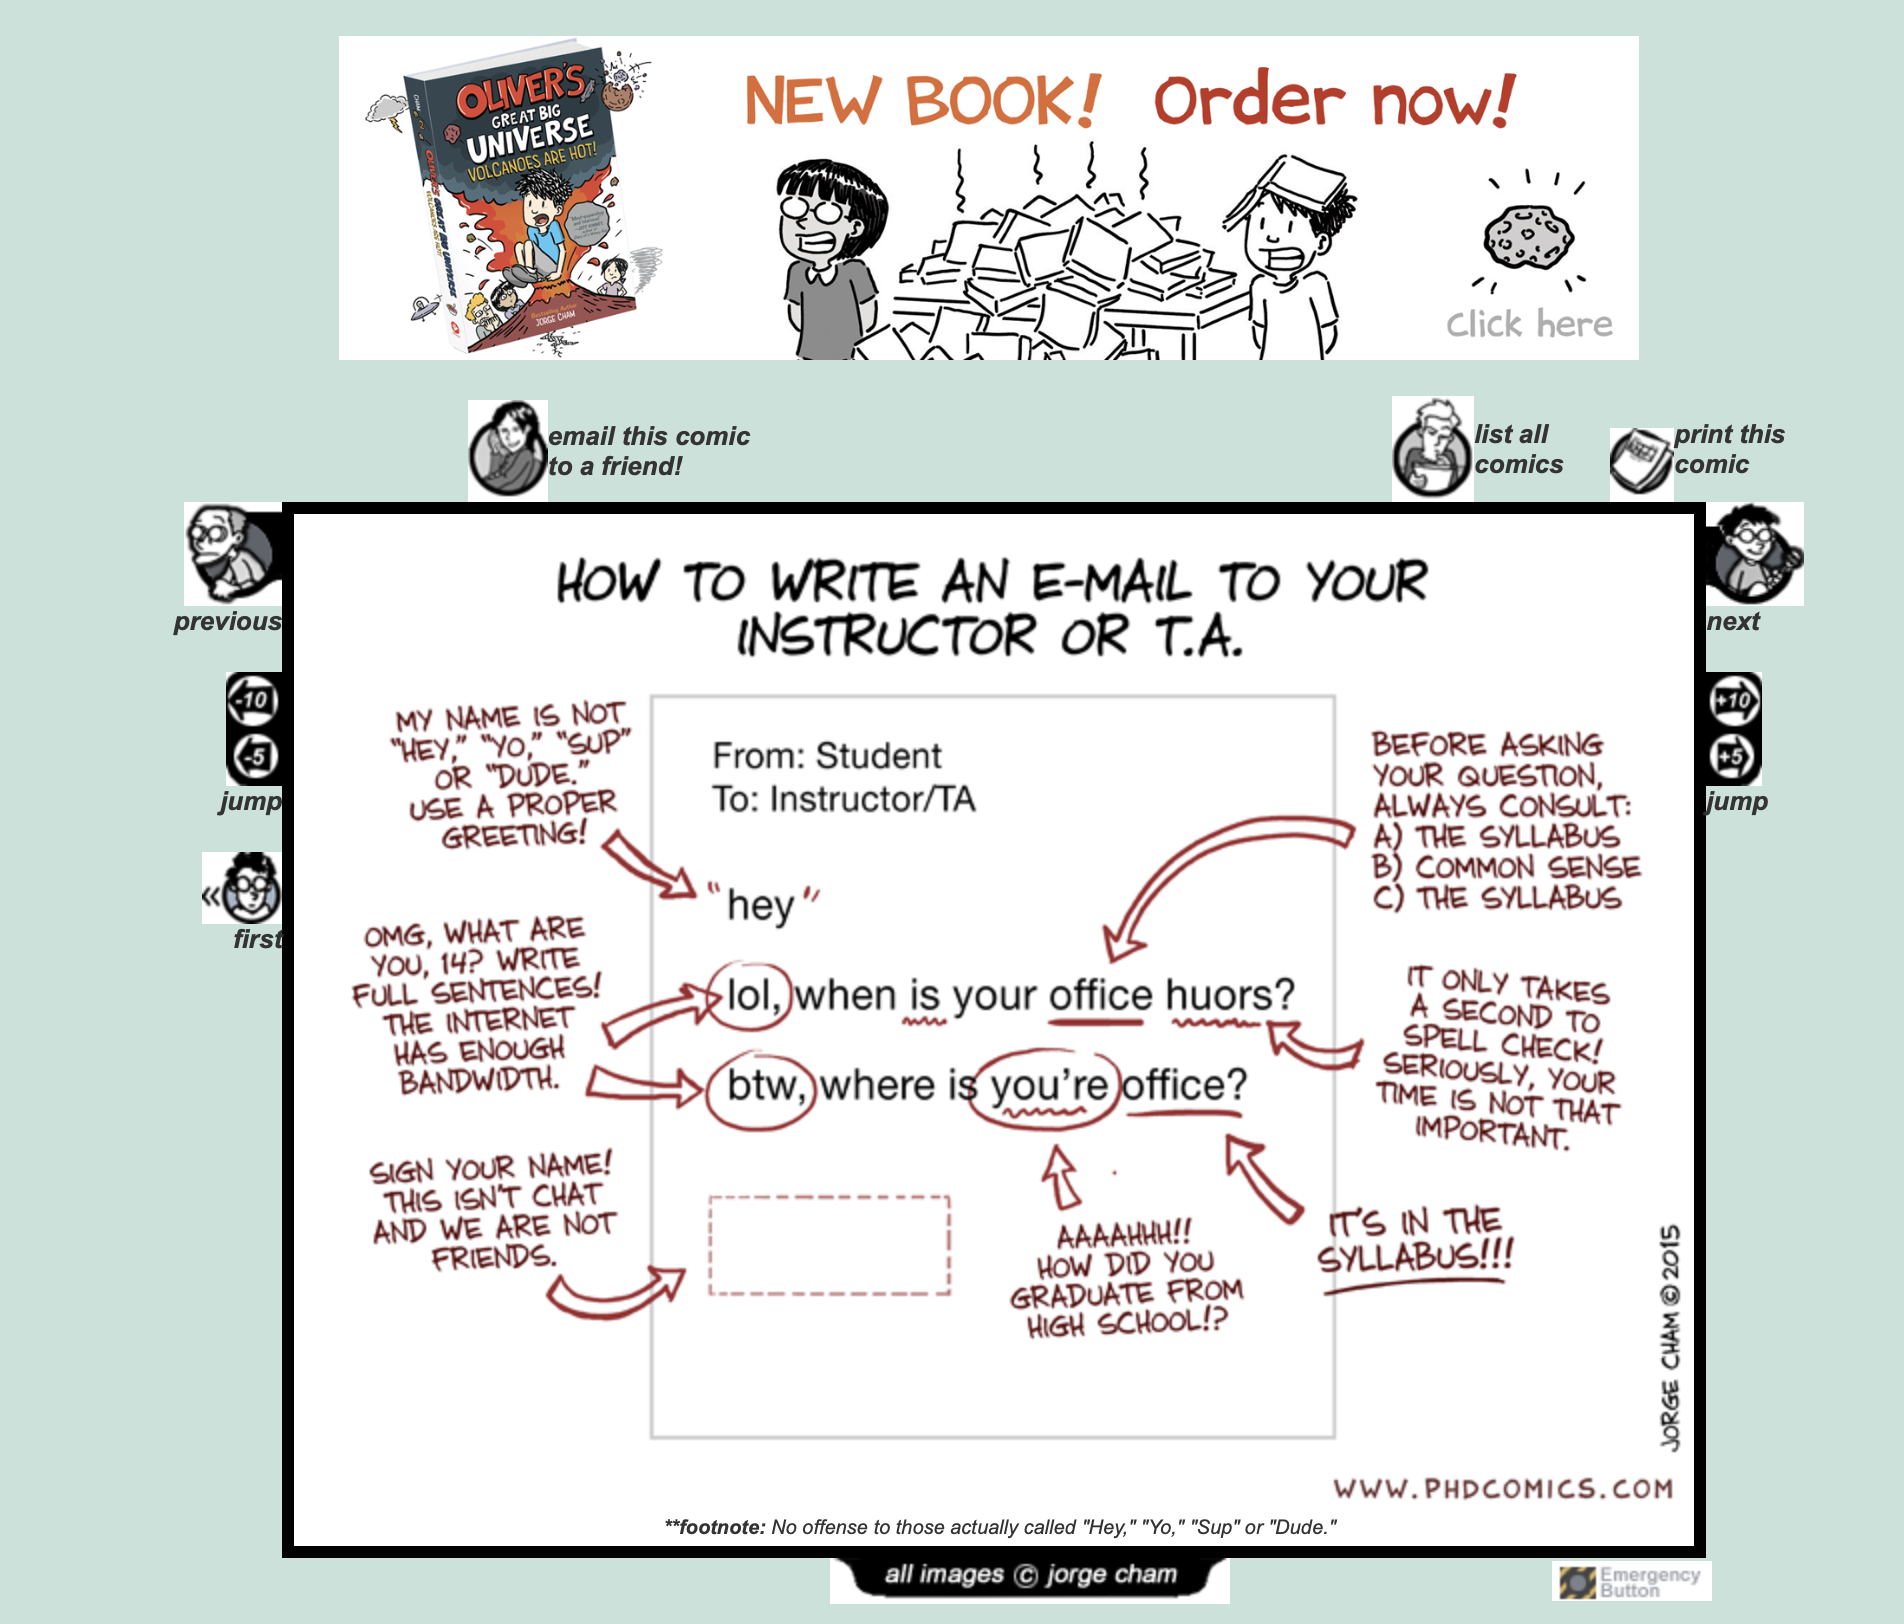 OLIVER'S
GREAT BIG
UNIVERSE
VOLCANOES ARE HOT!
Bestselling Author
JORGE CHAM
NEW BOOK! Order now!
click here
email this comic
to a friend!
list all
comics
print this
comic
previous
next
-10
-5
jump
+10
+5
jump
«
first
HOW TO WRITE AN E-MAIL TO YOUR
INSTRUCTOR OR T.A.
MY NAME IS NOT
"HEY," "YO," "SUP"
OR "DUDE."
USE A PROPER
GREETING!
From: Student
To: Instructor/TA
BEFORE ASKING
YOUR QUESTION,
ALWAYS CONSULT:
A) THE SYLLABUS
B) COMMON SENSE
C) THE SYLLABUS
"hey"
OMG, WHAT ARE
YOU, 14? WRITE
FULL SENTENCES!
THE INTERNET
HAS ENOUGH
BANDWIDTH.
lol, when is your office huors?
btw, where is you're office?
IT ONLY TAKES
A SECOND TO
SPELL CHECK!
SERIOUSLY, YOUR
TIME IS NOT THAT
IMPORTANT.
SIGN YOUR NAME!
THIS ISN'T CHAT
AND WE ARE NOT
FRIENDS.
AAAAHHH!!
HOW DID YOU
GRADUATE FROM
HIGH SCHOOL!?
IT'S IN THE
SYLLABUS!!!
JORGE CHAM © 2015
WWW.PHDCOMICS.COM
**footnote: No offense to those actually called "Hey," "Yo," "Sup" or "Dude."
all images © jorge cham
Emergency
Button